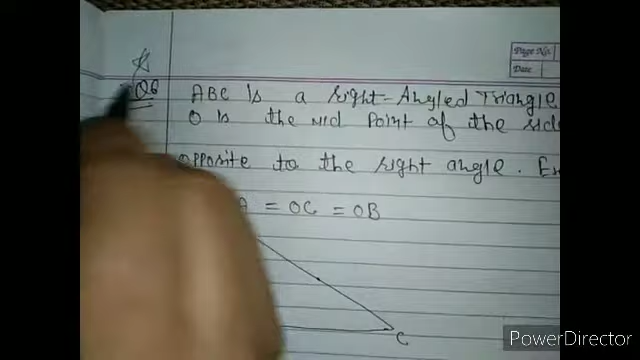 Page No.
Date
Q6 ABC is a right-Angled Triangle
O is the mid Point of the side
opposite to the right angle.
A = OC = OB
C
PowerDirector